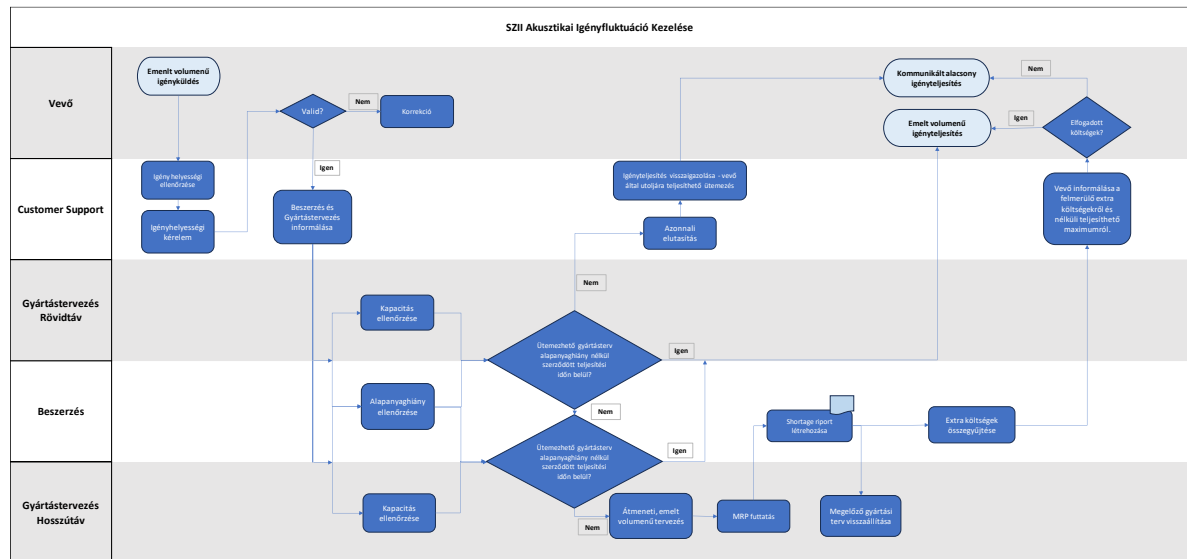 SZII Akusztikai Igényfluktuáció Kezelése
Vevő
Ememlt volumenű
igényküldés
Valid?
Nem
Korrekció
Igen
Kommunikált alacsony
igényteljesítés
Nem
Emelt volumenű
igényteljesítés
Igen
Elfogadott
költségek?
Customer Support
Igény helyességi
ellenőrzése
Igényhelyességi
kérelem
Beszerzés és
Gyártástervezés
informálása
Igényteljesítés visszaigazolása - vevő
által utoljára teljesíthető ütemezés
Azonnali
elutasítás
Vevő informálása a
felmerülő extra
költségekről és
nélküli teljesíthető
maximumról.
Gyártástervezés
Rövidtáv
Kapacitás
ellenőrzése
Nem
Ütemezhető gyártásterv
alapanyaghiány nélkül
szerződött teljesítési
időn belül?
Igen
Beszerzés
Alapanyaghiány
ellenőrzése
Nem
Ütemezhető gyártásterv
alapanyaghiány nélkül
szerződött teljesítési
időn belül?
Igen
Shortage riport
létrehozása
Extra költségek
összegyűjtése
Gyártástervezés
Hosszútáv
Kapacitás
ellenőrzése
Nem
Átmeneti, emelt
volumenű tervezés
MRP futtatás
Megelőző gyártási
terv visszaállítása